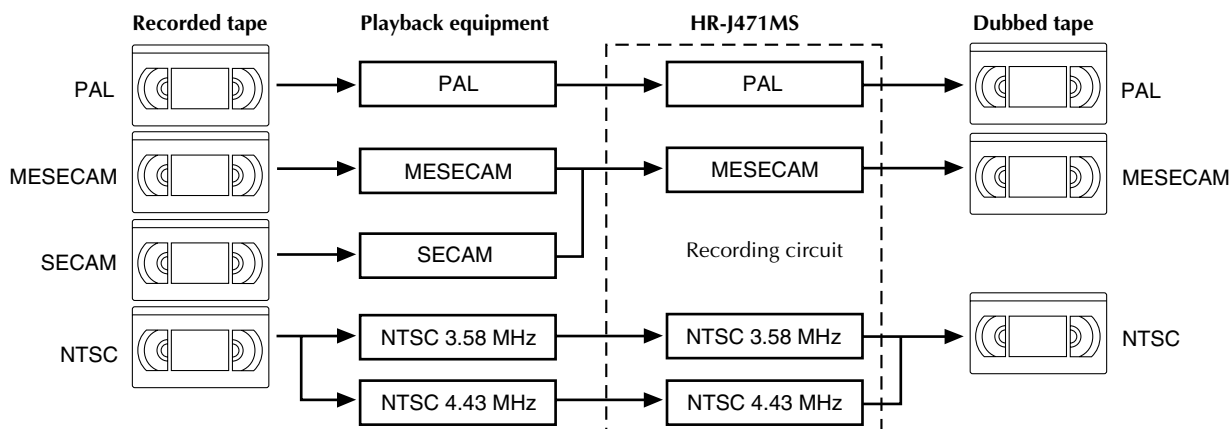 Recorded tape
Playback equipment
HR-J471MS
Dubbed tape
PAL
PAL
PAL
PAL
MESECAM
MESECAM
MESECAM
MESECAM
SECAM
SECAM
Recording circuit
NTSC
NTSC 3.58 MHz
NTSC 3.58 MHz
NTSC
NTSC 4.43 MHz
NTSC 4.43 MHz